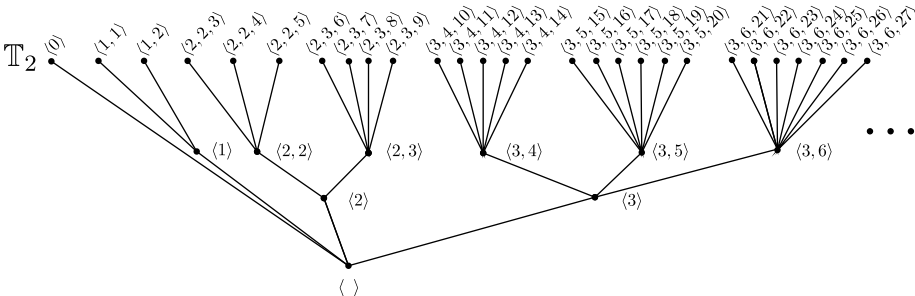 𝕋₂ ⟨0⟩ ⟨1, 1⟩ ⟨1, 2⟩ ⟨2, 2, 3⟩ ⟨2, 2, 4⟩ ⟨2, 2, 5⟩ ⟨2, 3, 6⟩ ⟨2, 3, 7⟩ ⟨2, 3, 8⟩ ⟨2, 3, 9⟩ ⟨3, 4, 10⟩ ⟨3, 4, 11⟩ ⟨3, 4, 12⟩ ⟨3, 4, 13⟩ ⟨3, 4, 14⟩ ⟨3, 5, 15⟩ ⟨3, 5, 16⟩ ⟨3, 5, 17⟩ ⟨3, 5, 18⟩ ⟨3, 5, 19⟩ ⟨3, 5, 20⟩ ⟨3, 6, 21⟩ ⟨3, 6, 22⟩ ⟨3, 6, 23⟩ ⟨3, 6, 24⟩ ⟨3, 6, 25⟩ ⟨3, 6, 26⟩ ⟨3, 6, 27⟩
⟨1⟩ ⟨2, 2⟩ ⟨2, 3⟩ ⟨3, 4⟩ ⟨3, 5⟩ ⟨3, 6⟩
⟨2⟩ ⟨3⟩
⟨ ⟩